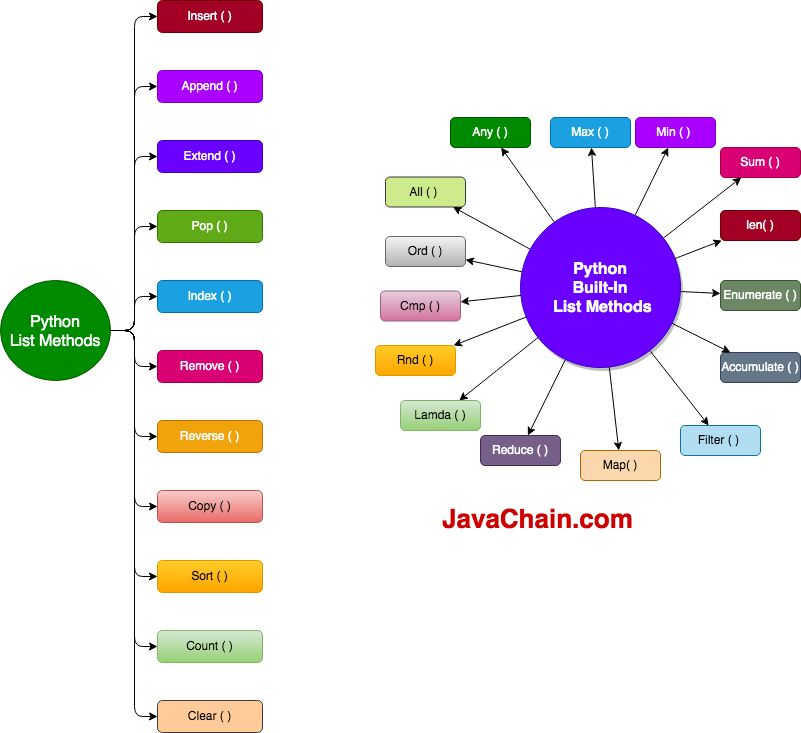 Python
List Methods
Insert ( )
Append ( )
Extend ( )
Pop ( )
Index ( )
Remove ( )
Reverse ( )
Copy ( )
Sort ( )
Count ( )
Clear ( )
Python
Built-In
List Methods
Any ( )
Max ( )
Min ( )
Sum ( )
len( )
Enumerate ( )
Accumulate ( )
Filter ( )
Map( )
Reduce ( )
Lamda ( )
Rnd ( )
Cmp ( )
Ord ( )
All ( )
JavaChain.com